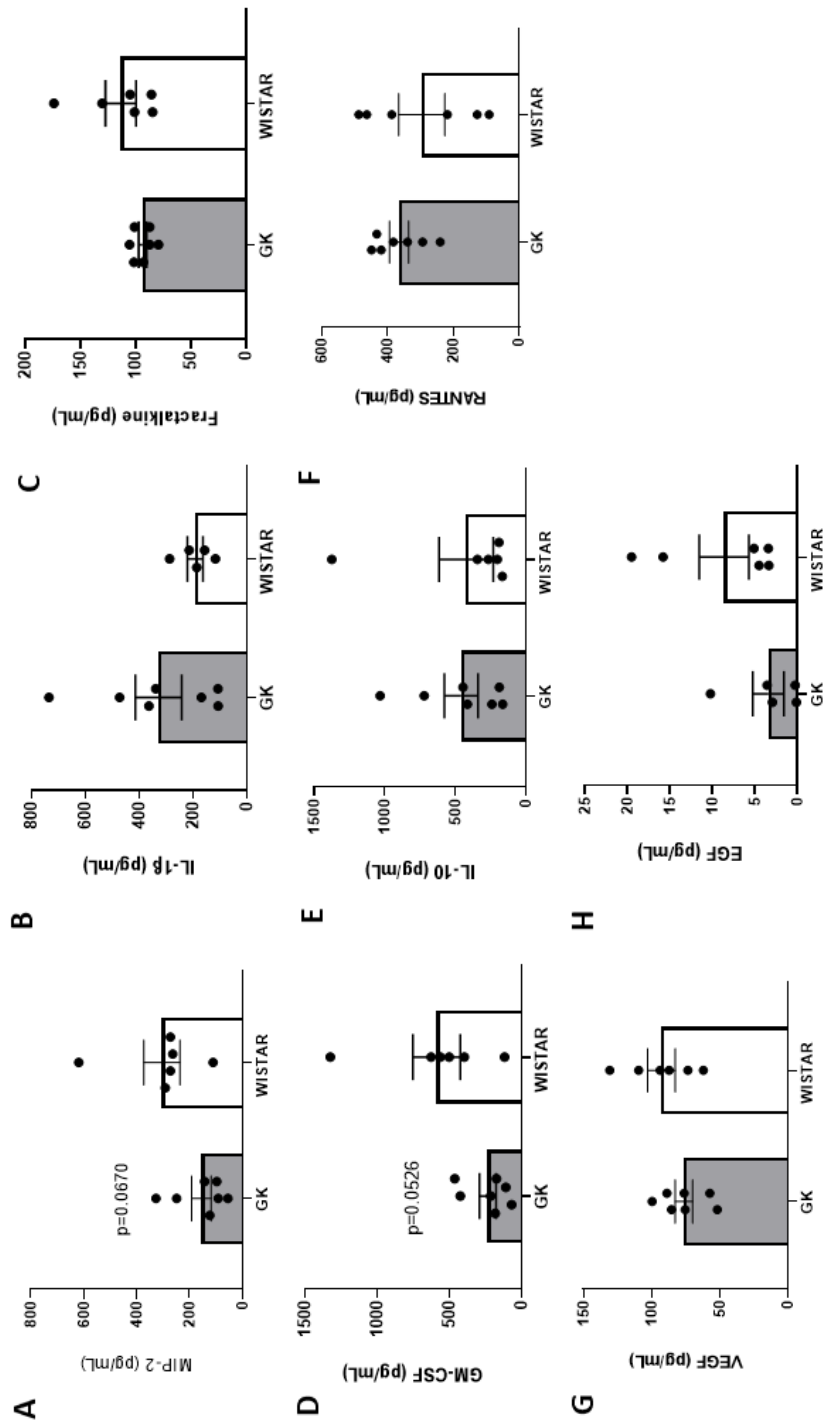 A
MIP-2 (pg/mL)
800
600
400
200
0
p=0.0670
GK
WISTAR
B
IL-1β (pg/mL)
800
600
400
200
0
GK
WISTAR
C
Fractalkine (pg/mL)
200
150
100
50
0
GK
WISTAR
D
GM-CSF (pg/mL)
1500
1000
500
0
p=0.0526
GK
WISTAR
E
IL-10 (pg/mL)
1500
1000
500
0
GK
WISTAR
F
RANTES (pg/mL)
600
400
200
0
GK
WISTAR
G
VEGF (pg/mL)
150
100
50
0
GK
WISTAR
H
EGF (pg/mL)
25
20
15
10
5
0
GK
WISTAR